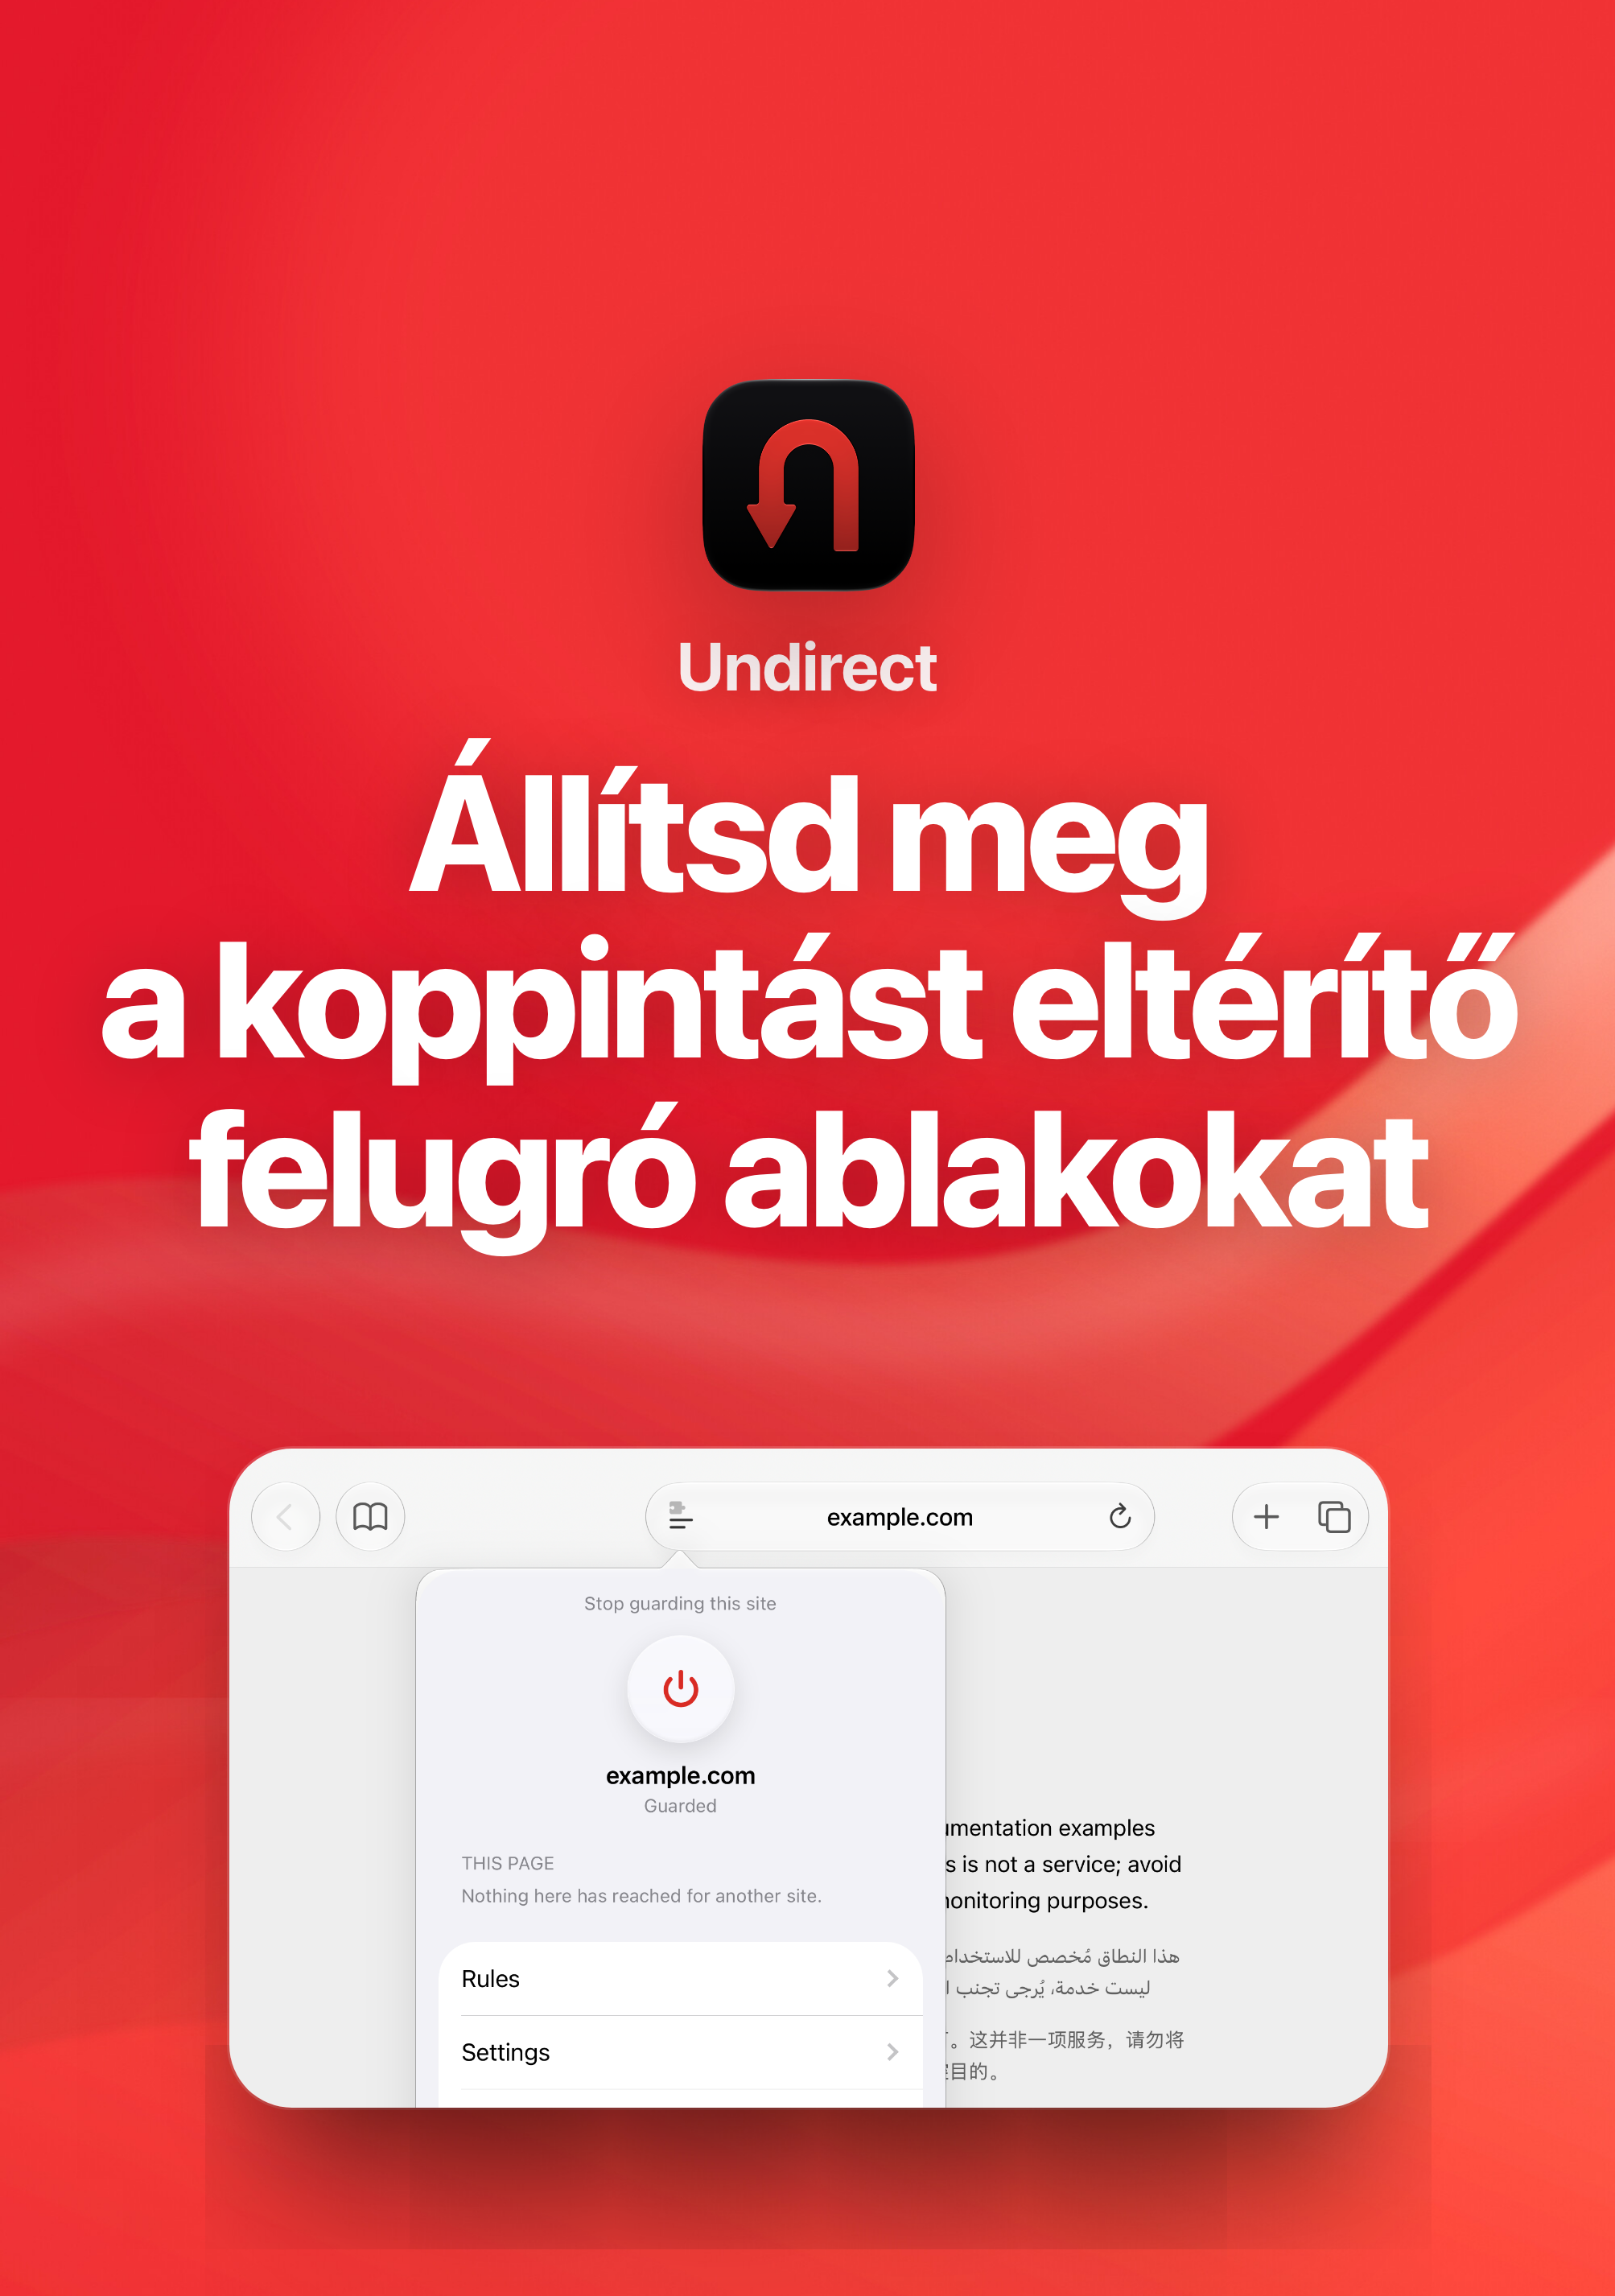 Undirect
Állítsd meg
a koppintást eltérítő
felugró ablakokat
example.com
Stop guarding this site
example.com
Guarded
THIS PAGE
Nothing here has reached for another site.
Rules
Settings
umentation examples
s is not a service; avoid
onitoring purposes.
هذا النطاق مُخصص للاستخدام
ليست خدمة، يُرجى تجنب
。这并非一项服务，请勿将
目的。